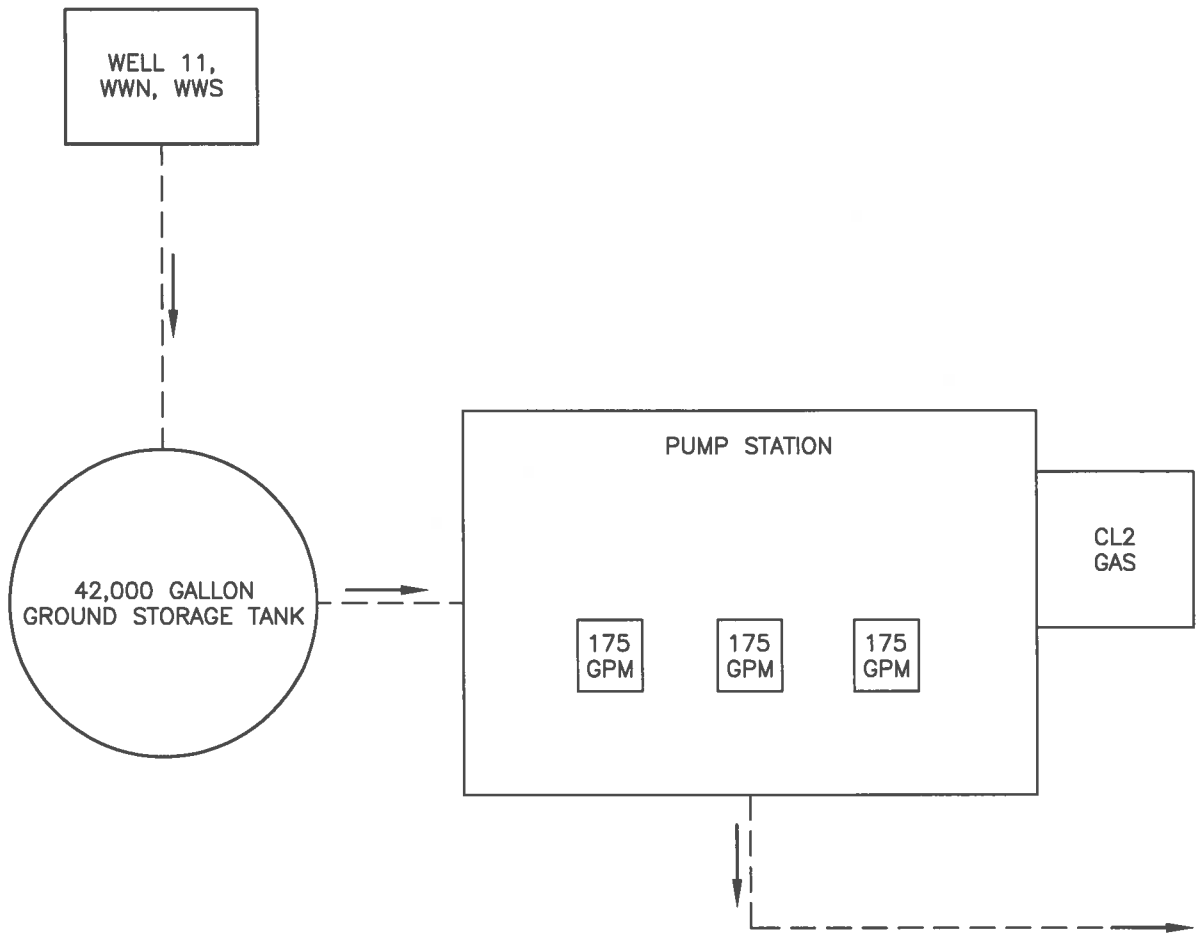 WELL 11,
WWN, WWS
PUMP STATION
CL2
GAS
42,000 GALLON
GROUND STORAGE TANK
175
GPM
175
GPM
175
GPM